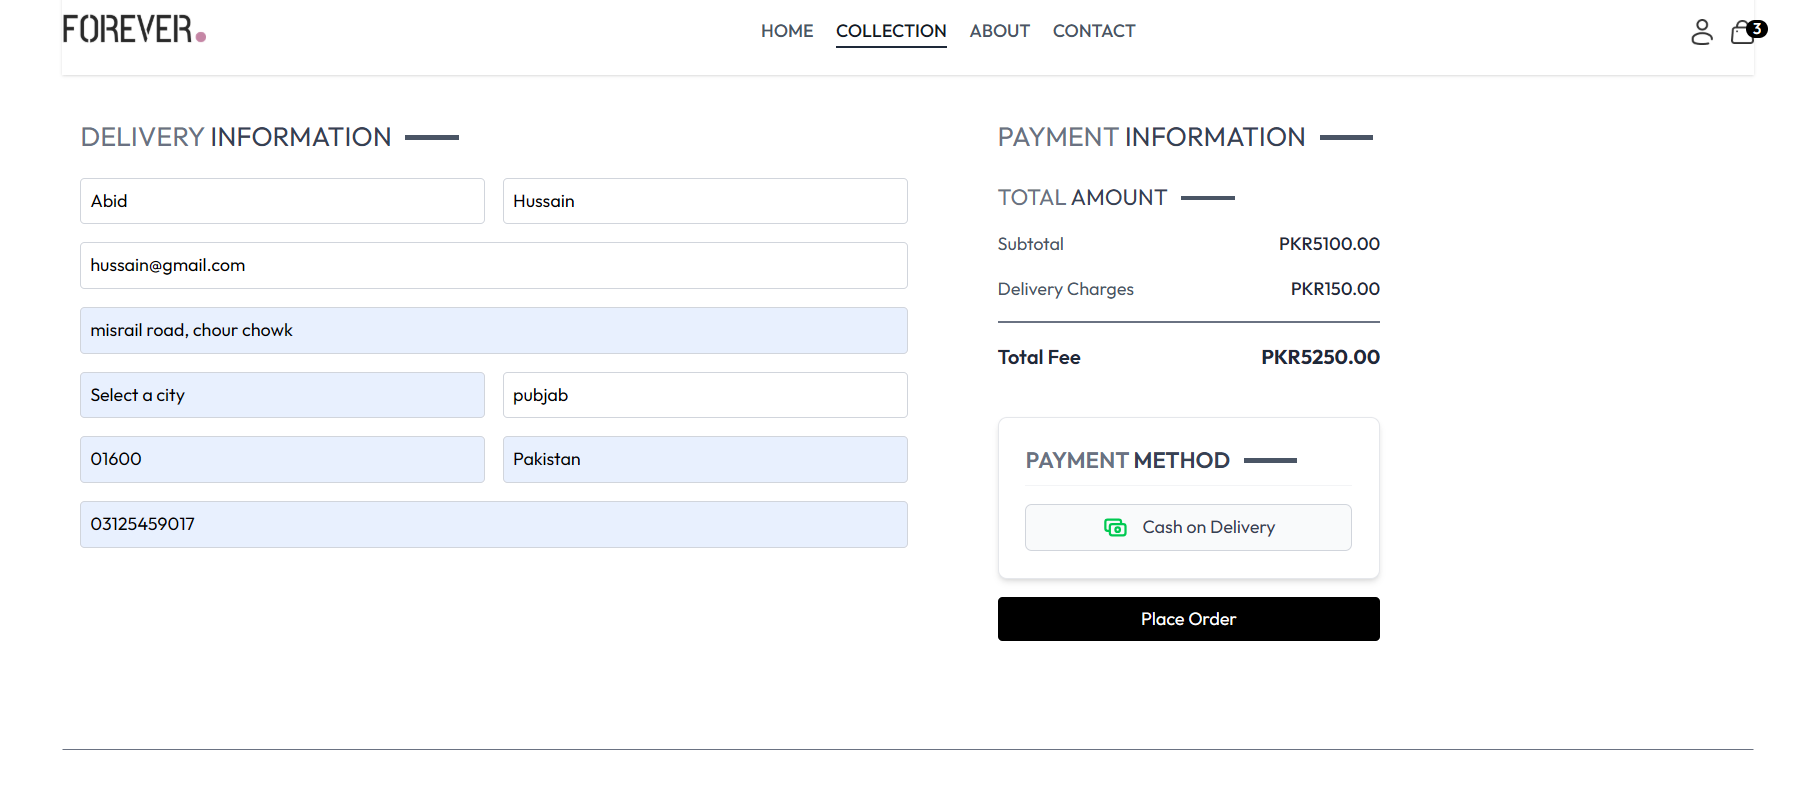 FOREVER.
HOME COLLECTION ABOUT CONTACT
3
DELIVERY INFORMATION
Abid
Hussain
hussain@gmail.com
misrail road, chour chowk
Select a city
pubjab
01600
Pakistan
03125459017
PAYMENT INFORMATION
TOTAL AMOUNT
Subtotal PKR5100.00
Delivery Charges PKR150.00
Total Fee PKR5250.00
PAYMENT METHOD
Cash on Delivery
Place Order